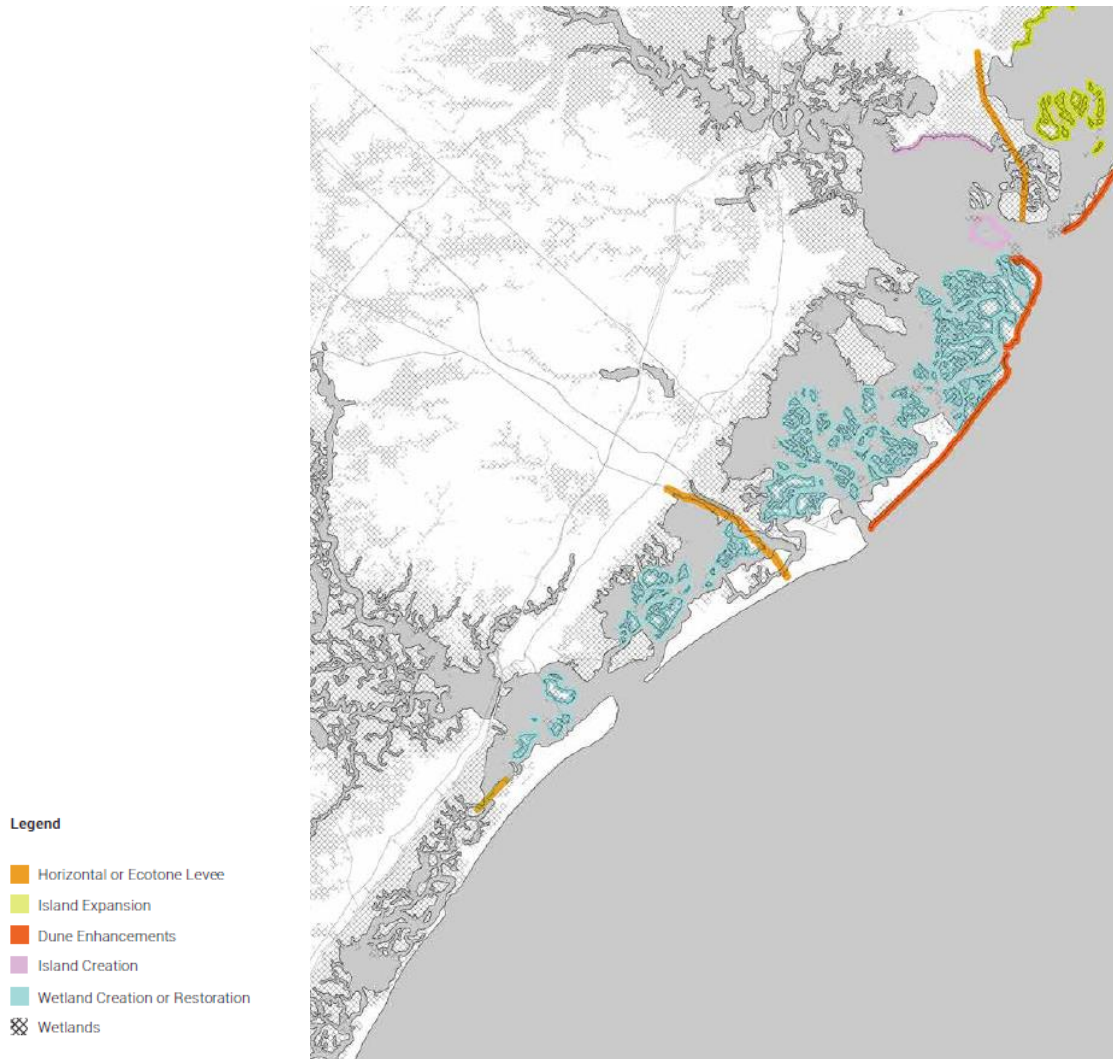 Legend
Horizontal or Ecotone Levee
Island Expansion
Dune Enhancements
Island Creation
Wetland Creation or Restoration
Wetlands